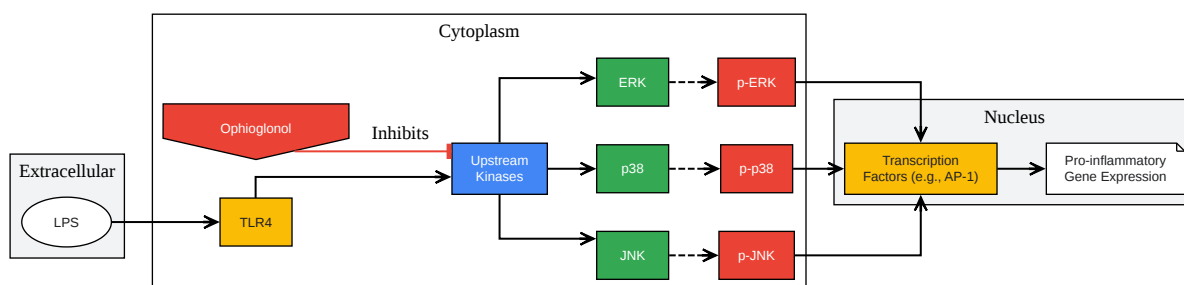 Cytoplasm
ERK
p-ERK
Nucleus
Ophioglonol
Inhibits
Extracellular
Upstream
Kinases
p38
p-p38
Transcription
Factors (e.g., AP-1)
Pro-inflammatory
Gene Expression
LPS
TLR4
JNK
p-JNK